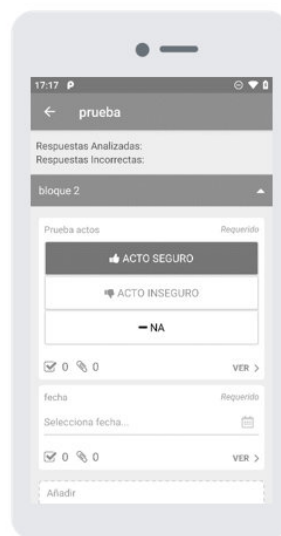 17:17 P
prueba
Respuestas Analizadas:
Respuestas Incorrectas:
bloque 2
Prueba actos Requerido
ACTO SEGURO
ACTO INSEGURO
NA
0 0 VER >
fecha Requerido
Selecciona fecha...
0 0 VER >
Añadir